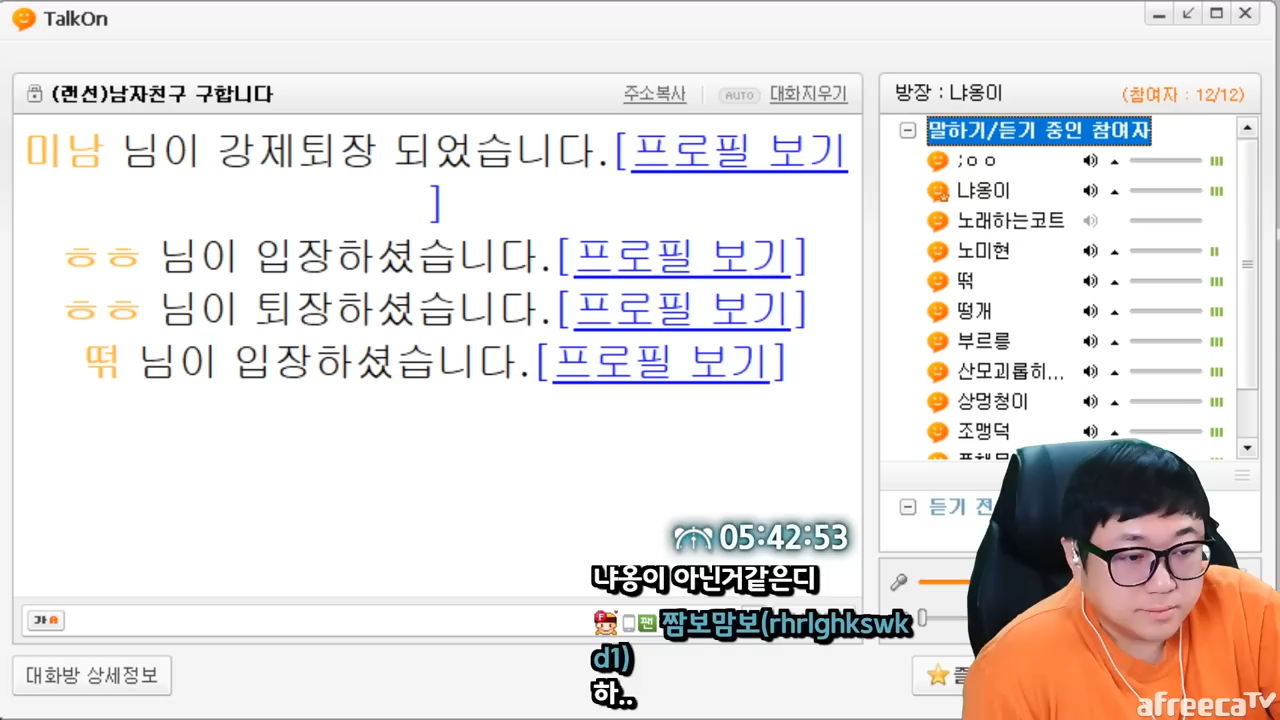 TalkOn
(랜선)남자친구 구합니다
주소복사
AUTO
대화지우기
미남 님이 강제퇴장 되었습니다.[프로필 보기
]
ㅎㅎ 님이 입장하셨습니다.[프로필 보기]
ㅎㅎ 님이 퇴장하셨습니다.[프로필 보기]
떢 님이 입장하셨습니다.[프로필 보기]
방장 : 냐옹이
(참여자 : 12/12)
말하기/듣기 중인 참여자
;ㅇㅇ
냐옹이
노래하는코트
노미현
떢
떵개
부르릉
산모괴롭히...
상멍청이
조맹덕
듣기 전
05:42:53
냐옹이 아닌거같은디
팬 짬보맘보(rhrlghkswk
d1)
하..
가
대화방 상세정보
afreecaTV